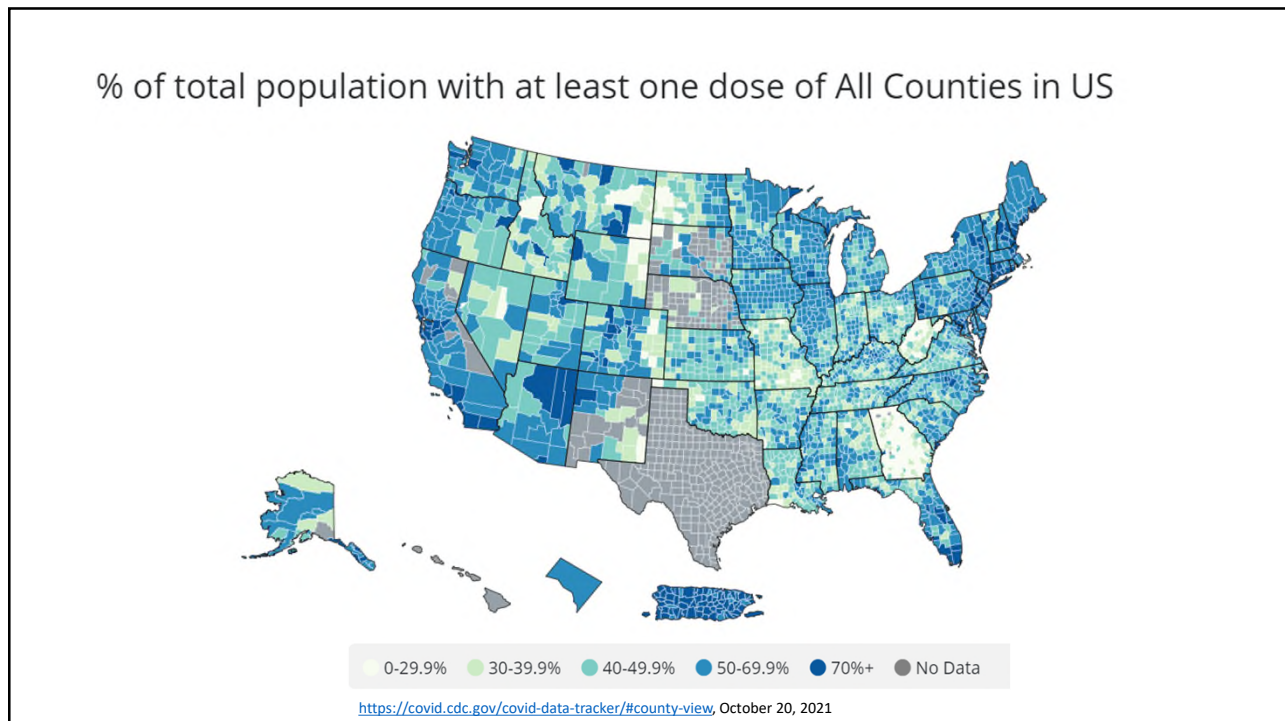 % of total population with at least one dose of All Counties in US
0-29.9% 30-39.9% 40-49.9% 50-69.9% 70%+ No Data
https://covid.cdc.gov/covid-data-tracker/#county-view, October 20, 2021